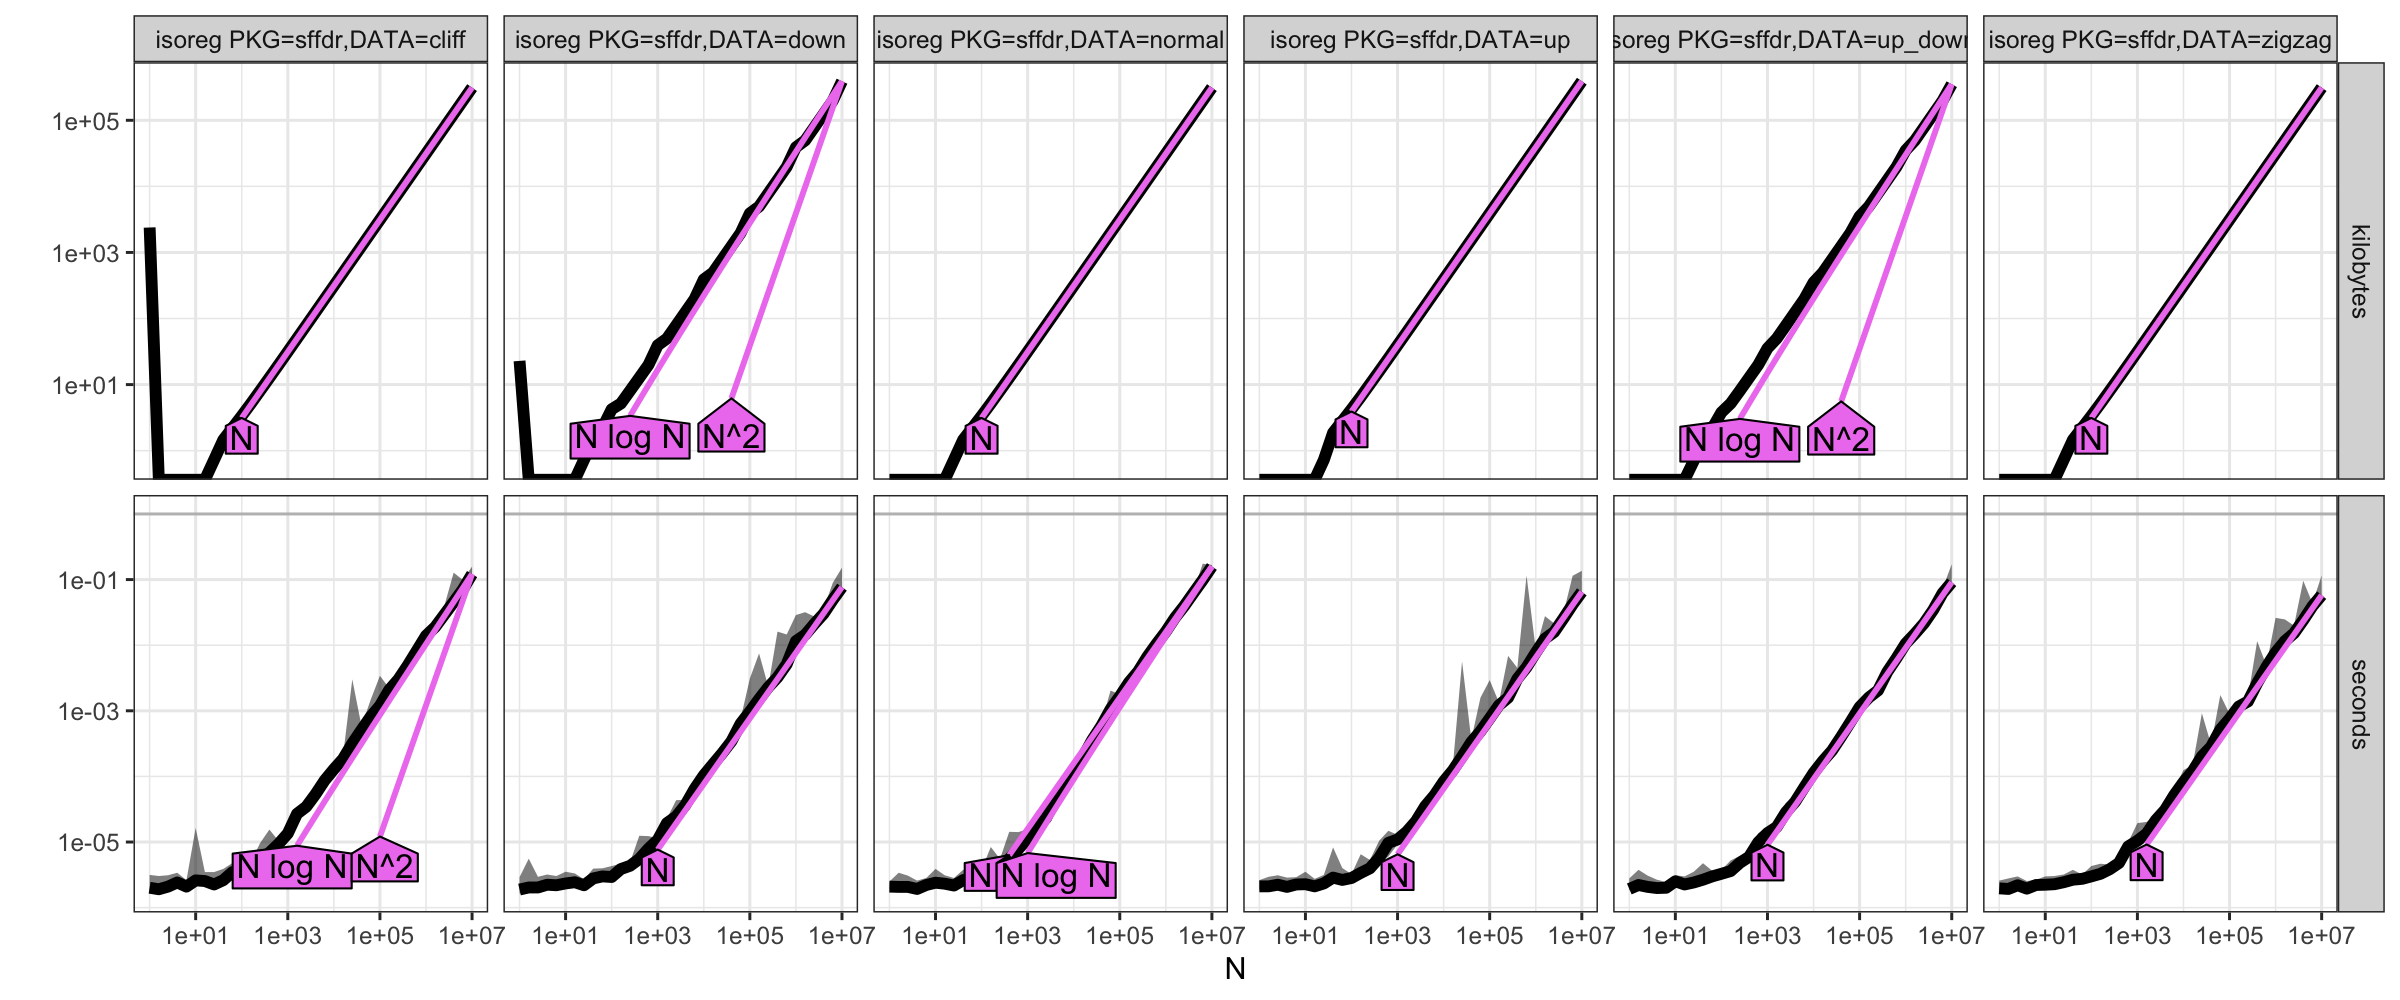 isoreg PKG=sffdr,DATA=cliff
isoreg PKG=sffdr,DATA=down
isoreg PKG=sffdr,DATA=normal
isoreg PKG=sffdr,DATA=up
soreg PKG=sffdr,DATA=up_down
isoreg PKG=sffdr,DATA=zigzag
1e+05
1e+03
1e+01
N
N log N
N^2
N
N
N log N
N^2
N
kilobytes
1e-01
1e-03
1e-05
N log N
N^2
N
N
N log N
N
N
N
seconds
1e+01 1e+03 1e+05 1e+07
1e+01 1e+03 1e+05 1e+07
1e+01 1e+03 1e+05 1e+07
1e+01 1e+03 1e+05 1e+07
1e+01 1e+03 1e+05 1e+07
1e+01 1e+03 1e+05 1e+07
N